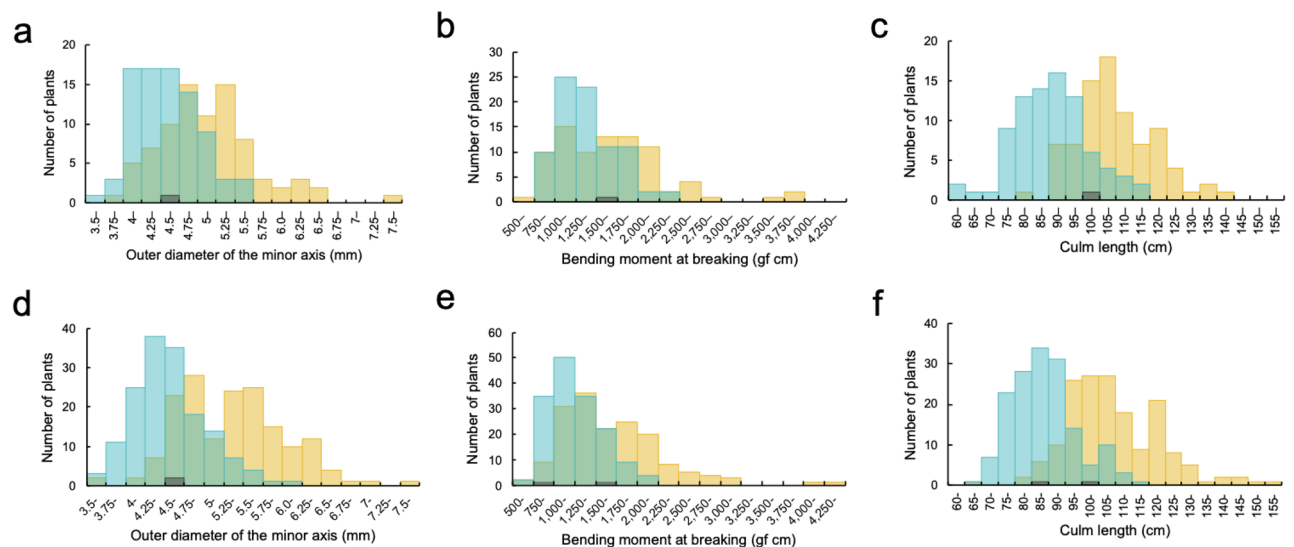 a
Number of plants
20
15
10
5
0
3.5- 3.75- 4- 4.25- 4.5- 4.75- 5- 5.25- 5.5- 5.75- 6.0- 6.25- 6.5- 6.75- 7- 7.25- 7.5-
Outer diameter of the minor axis (mm)
b
Number of plants
30
25
20
15
10
5
0
500– 750– 1,000– 1,250– 1,500– 1,750– 2,000– 2,250– 2,500– 2,750– 3,000– 3,250– 3,500– 3,750– 4,000– 4,250–
Bending moment at breaking (gf cm)
c
Number of plants
20
15
10
5
0
60- 65- 70- 75- 80- 85- 90- 95- 100- 105- 110- 115- 120- 125- 130- 135- 140- 145- 150- 155-
Culm length (cm)
d
Number of plants
40
30
20
10
0
3.5- 3.75- 4- 4.25- 4.5- 4.75- 5- 5.25- 5.5- 5.75- 6.0- 6.25- 6.5- 6.75- 7- 7.25- 7.5-
Outer diameter of the minor axis (mm)
e
Number of plants
60
50
40
30
20
10
0
500– 750– 1,000– 1,250– 1,500– 1,750– 2,000– 2,250– 2,500– 2,750– 3,000– 3,250– 3,500– 3,750– 4,000– 4,250–
Bending moment at breaking (gf cm)
f
Number of plants
40
30
20
10
0
60- 65- 70- 75- 80- 85- 90- 95- 100- 105- 110- 115- 120- 125- 130- 135- 140- 145- 150- 155-
Culm length (cm)